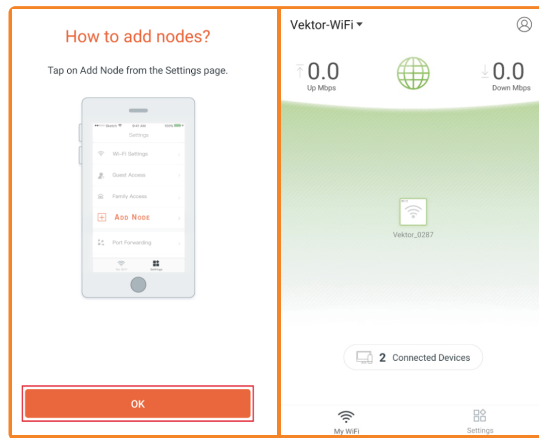 How to add nodes?
Tap on Add Node from the Settings page.
Settings
Wi-Fi Settings
Guest Access
Family Access
Add Node
Port Forwarding
Settings
OK
Vektor-WiFi
0.0
Up Mbps
0.0
Down Mbps
Vektor_0287
2 Connected Devices
My WiFi
Settings